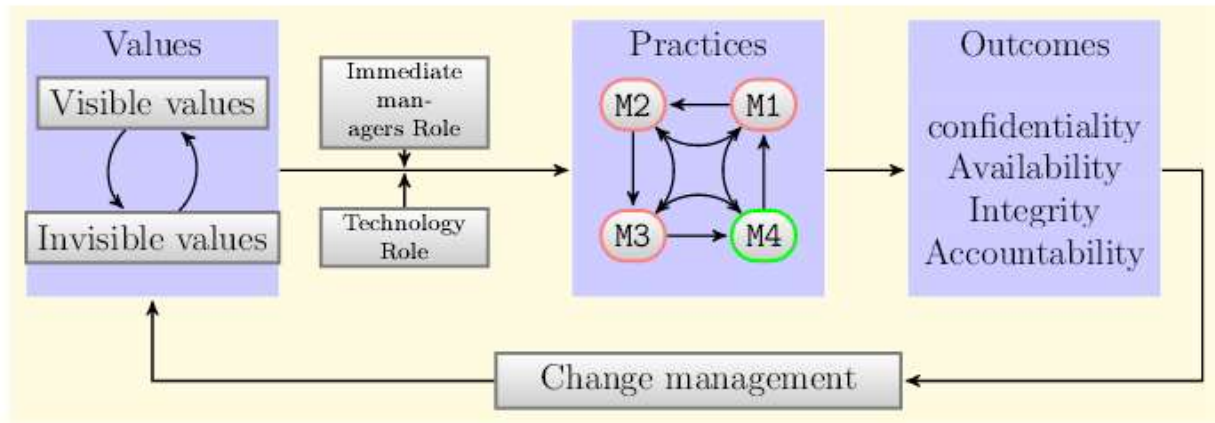 Values
Visible values
Invisible values
Immediate
man-
agers Role
Technology
Role
Practices
M2
M1
M3
M4
Outcomes
confidentiality
Availability
Integrity
Accountability
Change management